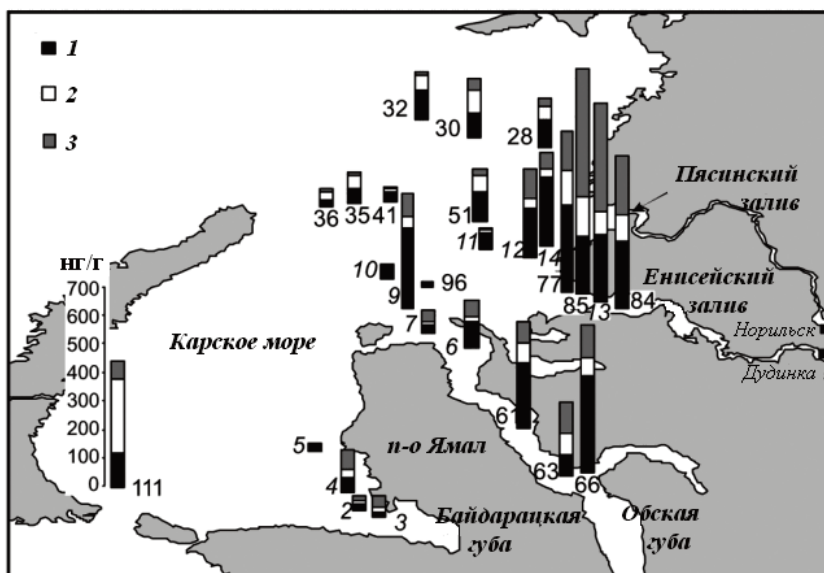 1
2
3
32
30
28
36
35
41
51
11
12
14
77
85
13
84
10
9
96
7
6
Пясинский
залив
Енисейский
залив
Норильск
Дудинка
нг/г
700
600
500
400
300
200
100
0
111
Карское море
п-о Ямал
5
4
2
3
61
63
66
Байдарацкая
губа
Обская
губа